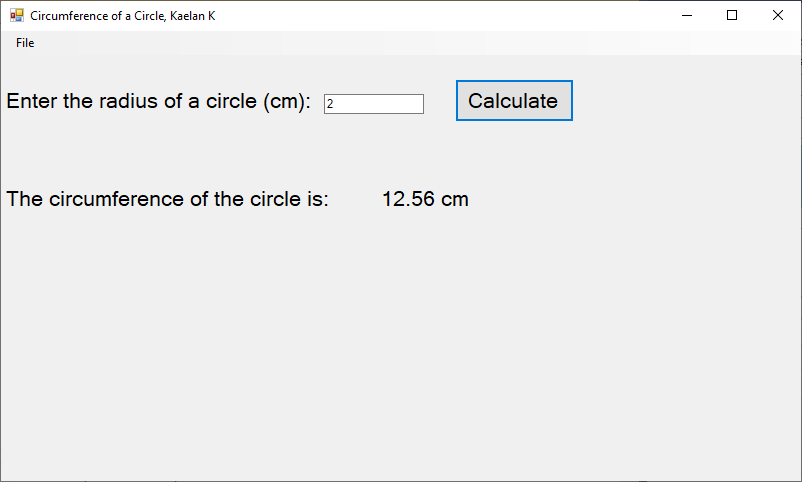 Circumference of a Circle, Kaelan K
File
Enter the radius of a circle (cm): 2 Calculate
The circumference of the circle is: 12.56 cm